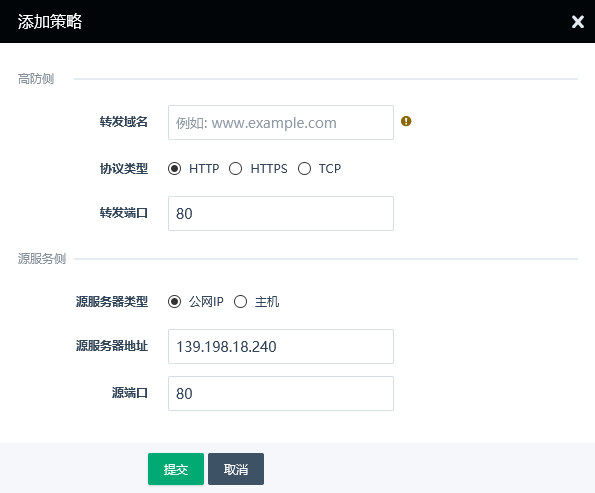 添加策略
高防侧
转发域名 例如: www.example.com
协议类型 HTTP HTTPS TCP
转发端口 80
源服务侧
源服务器类型 公网IP 主机
源服务器地址 139.198.18.240
源端口 80
提交 取消